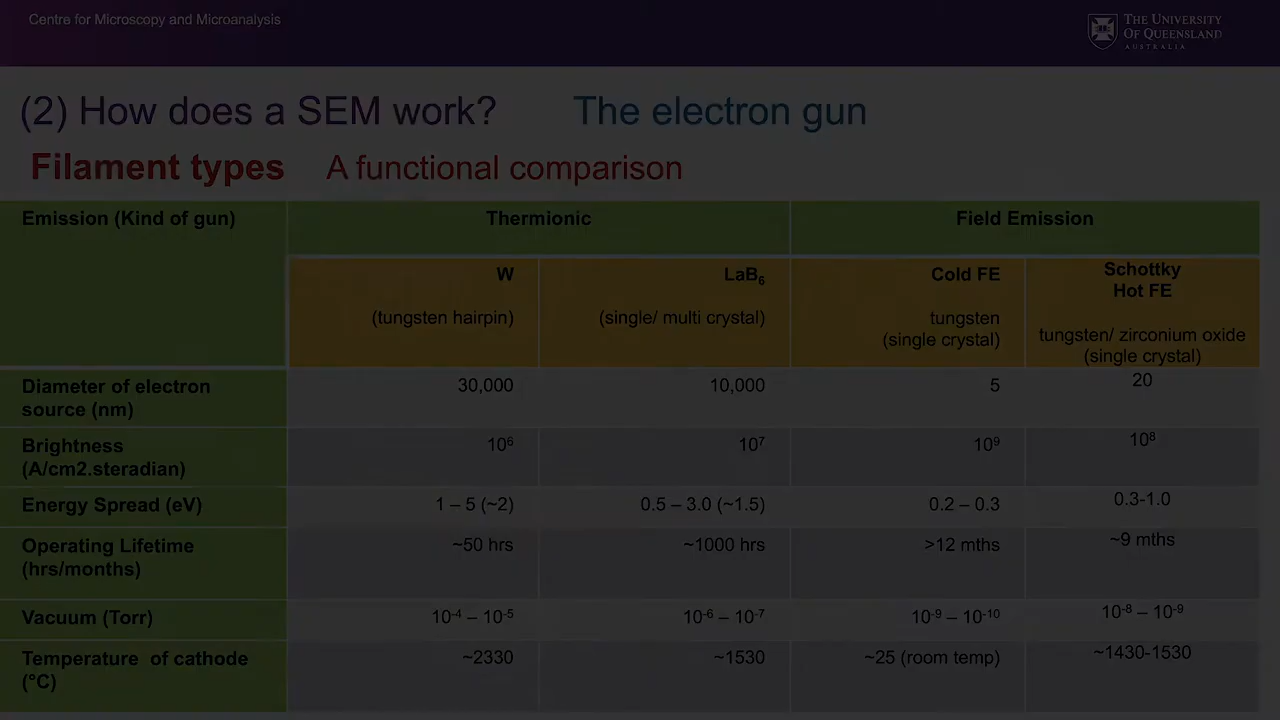 Centre for Microscopy and Microanalysis
THE UNIVERSITY
OF QUEENSLAND
AUSTRALIA
(2) How does a SEM work? The electron gun
Filament types A functional comparison
Emission (Kind of gun) Thermionic Field Emission
W
(tungsten hairpin)
LaB₆
(single/ multi crystal)
Cold FE
tungsten
(single crystal)
Schottky
Hot FE
tungsten/ zirconium oxide
(single crystal)
Diameter of electron
source (nm)
30,000 10,000 5 20
Brightness
(A/cm2.steradian)
10⁶ 10⁷ 10⁹ 10⁸
Energy Spread (eV) 1 – 5 (~2) 0.5 – 3.0 (~1.5) 0.2 – 0.3 0.3-1.0
Operating Lifetime
(hrs/months)
~50 hrs ~1000 hrs >12 mths ~9 mths
Vacuum (Torr) 10⁻⁴ – 10⁻⁵ 10⁻⁶ – 10⁻⁷ 10⁻⁹ – 10⁻¹⁰ 10⁻⁸ – 10⁻⁹
Temperature of cathode
(°C)
~2330 ~1530 ~25 (room temp) ~1430-1530